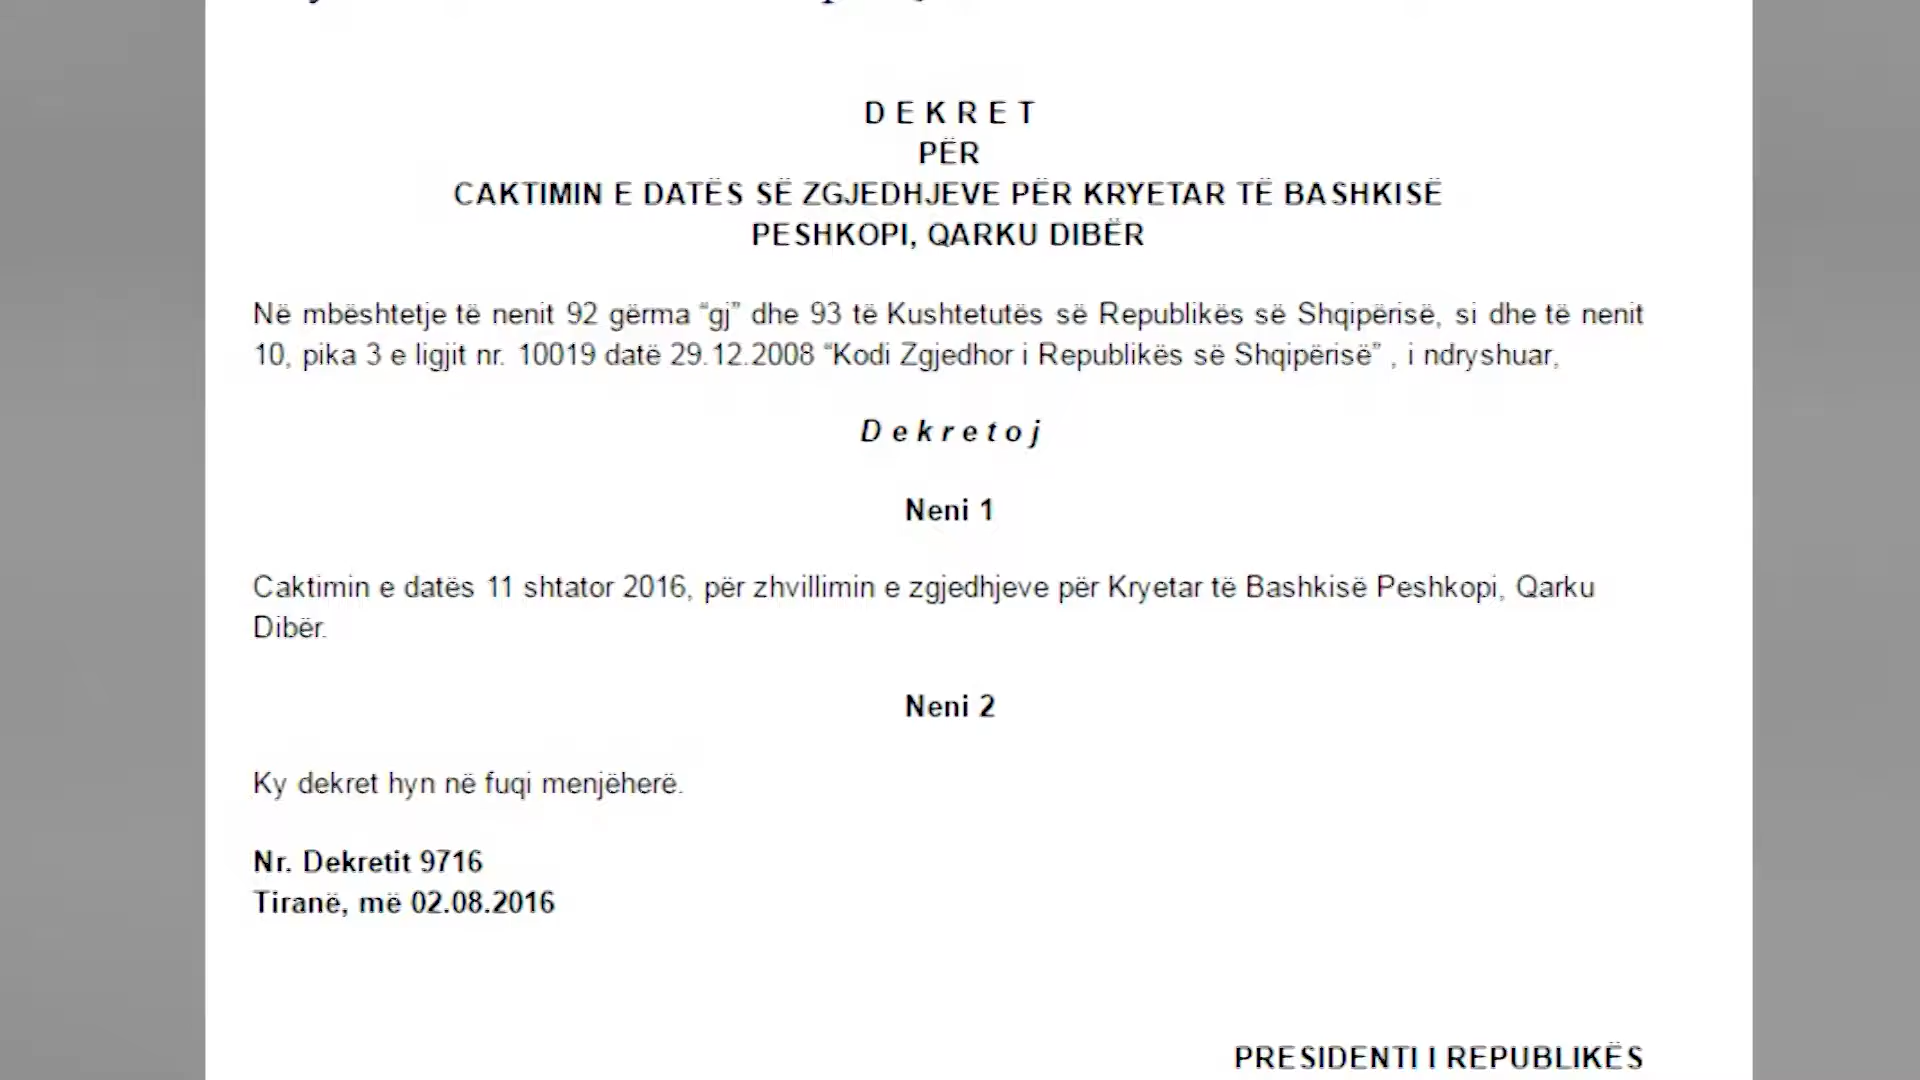 D E K R E T
PËR
CAKTIMIN E DATËS SË ZGJEDHJEVE PËR KRYETAR TË BASHKISË
PESHKOPI, QARKU DIBËR
Në mbështetje të nenit 92 gërma “gj” dhe 93 të Kushtetutës së Republikës së Shqipërisë, si dhe të nenit
10, pika 3 e ligjit nr. 10019 datë 29.12.2008 “Kodi Zgjedhor i Republikës së Shqipërisë” , i ndryshuar,
D e k r e t o j
Neni 1
Caktimin e datës 11 shtator 2016, për zhvillimin e zgjedhjeve për Kryetar të Bashkisë Peshkopi, Qarku
Dibër.
Neni 2
Ky dekret hyn në fuqi menjëherë.
Nr. Dekretit 9716
Tiranë, më 02.08.2016
PRESIDENTI I REPUBLIKËS